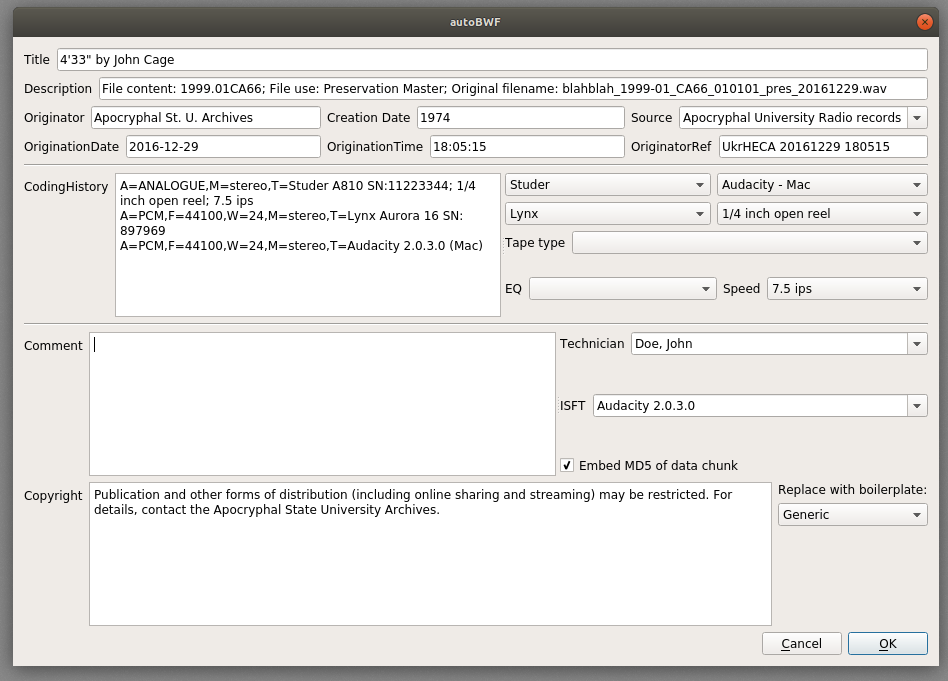 autoBWF
Title 4'33" by John Cage
Description File content: 1999.01CA66; File use: Preservation Master; Original filename: blahblah_1999-01_CA66_010101_pres_20161229.wav
Originator Apocryphal St. U. Archives Creation Date 1974 Source Apocryphal University Radio records
OriginationDate 2016-12-29 OriginationTime 18:05:15 OriginatorRef UkrHECA 20161229 180515
CodingHistory
A=ANALOGUE,M=stereo,T=Studer A810 SN:11223344; 1/4
inch open reel; 7.5 ips
A=PCM,F=44100,W=24,M=stereo,T=Lynx Aurora 16 SN:
897969
A=PCM,F=44100,W=24,M=stereo,T=Audacity 2.0.3.0 (Mac)
Studer Audacity - Mac
Lynx 1/4 inch open reel
Tape type
EQ Speed 7.5 ips
Comment
Technician Doe, John
ISFT Audacity 2.0.3.0
Embed MD5 of data chunk
Copyright
Publication and other forms of distribution (including online sharing and streaming) may be restricted. For
details, contact the Apocryphal State University Archives.
Replace with boilerplate:
Generic
Cancel OK